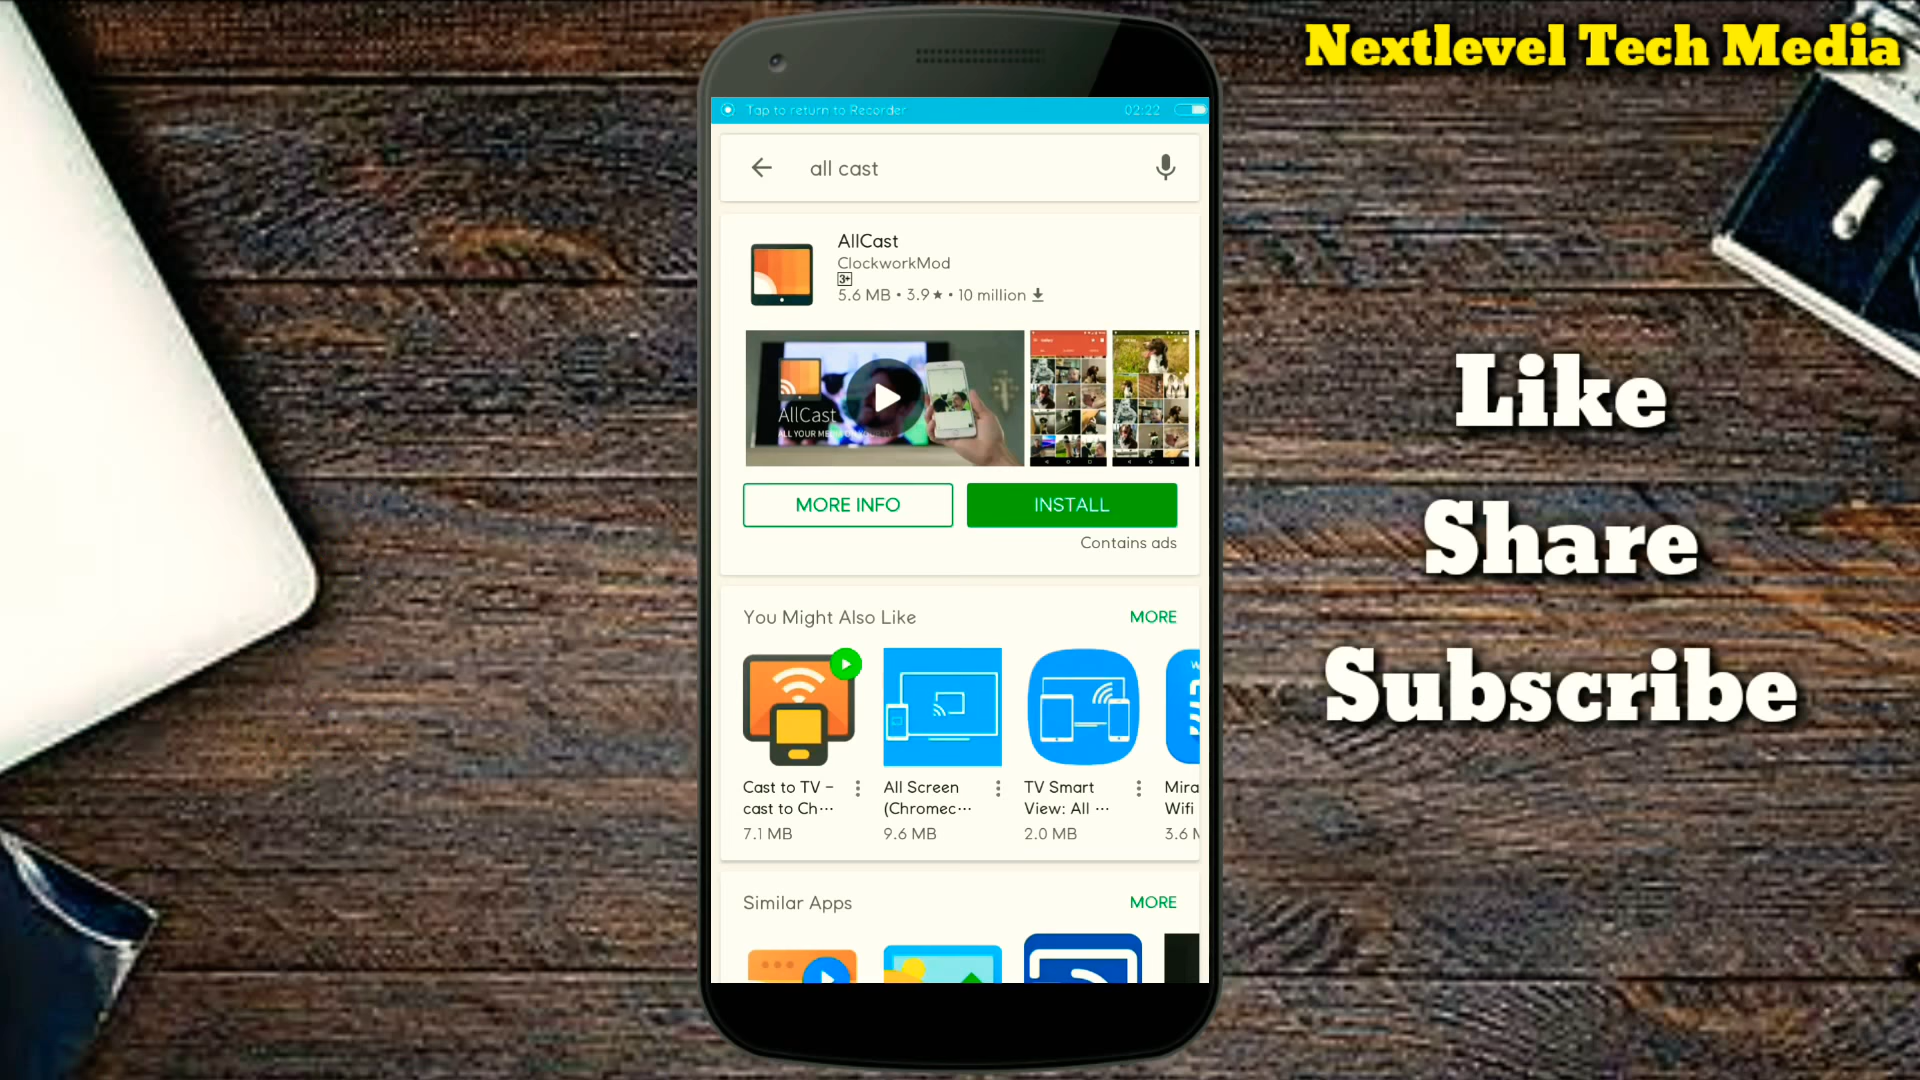 Nextlevel Tech Media
Tap to return to Recorder 02:22
all cast
AllCast
ClockworkMod
3+
5.6 MB • 3.9 ★ • 10 million
AllCast
MORE INFO
INSTALL
Contains ads
You Might Also Like
MORE
Cast to TV –
cast to Ch···
7.1 MB
All Screen
(Chromec···
9.6 MB
TV Smart
View: All ···
2.0 MB
Mira
Wifi
3.6 M
Similar Apps
MORE
Like
Share
Subscribe